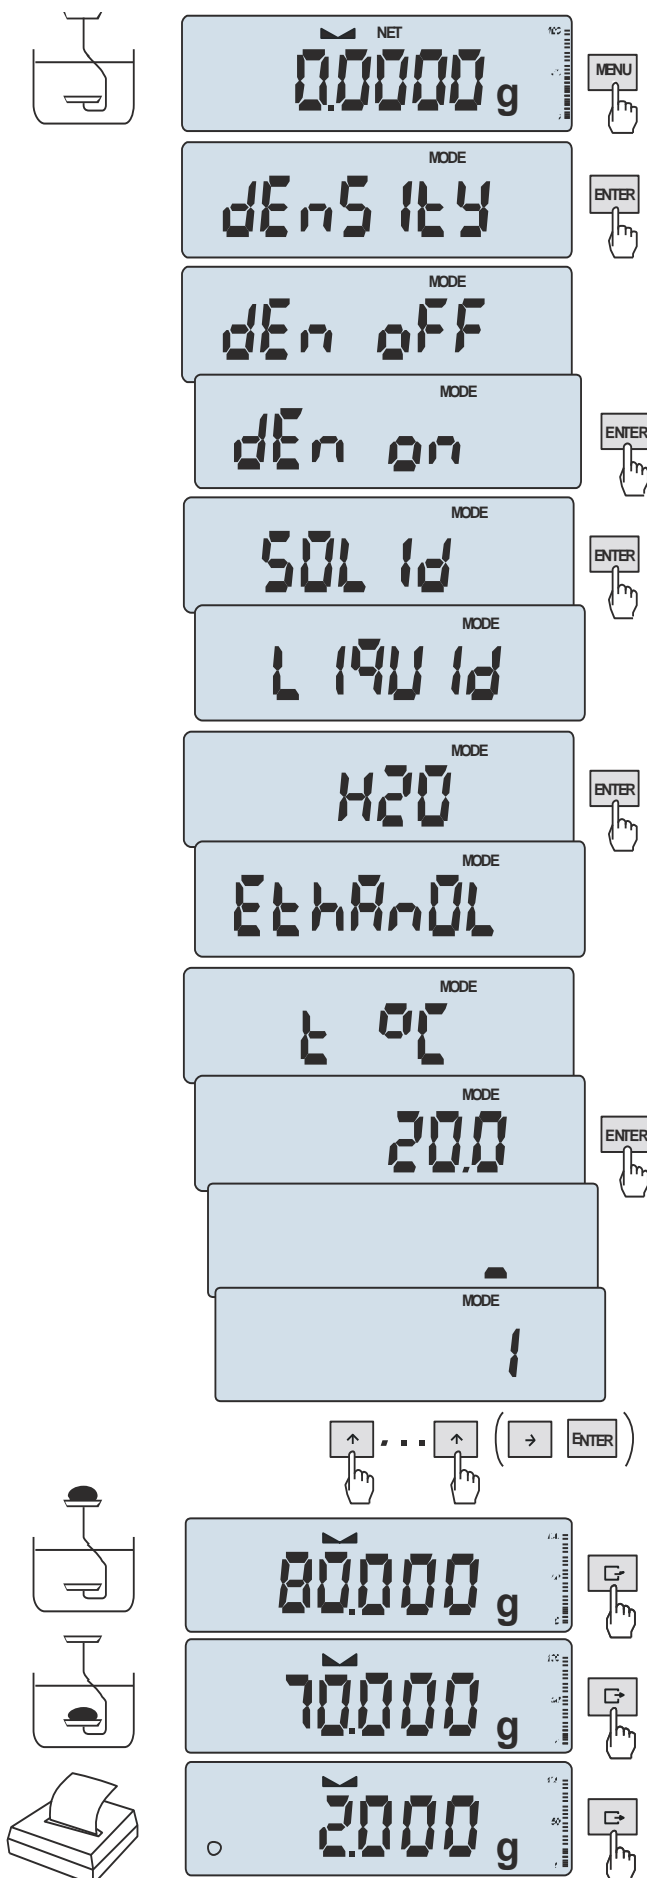 NET
0.0000 g
MENU
MODE
dEnSItY
ENTER
MODE
dEn oFF
MODE
dEn on
ENTER
MODE
SOLId
ENTER
MODE
LIqUId
MODE
H2O
ENTER
MODE
EthAnOL
MODE
t °C
MODE
20.0
ENTER
-
MODE
1
↑ , . . . ↑ ( → ENTER )
80.000 g
70.000 g
2.000 g